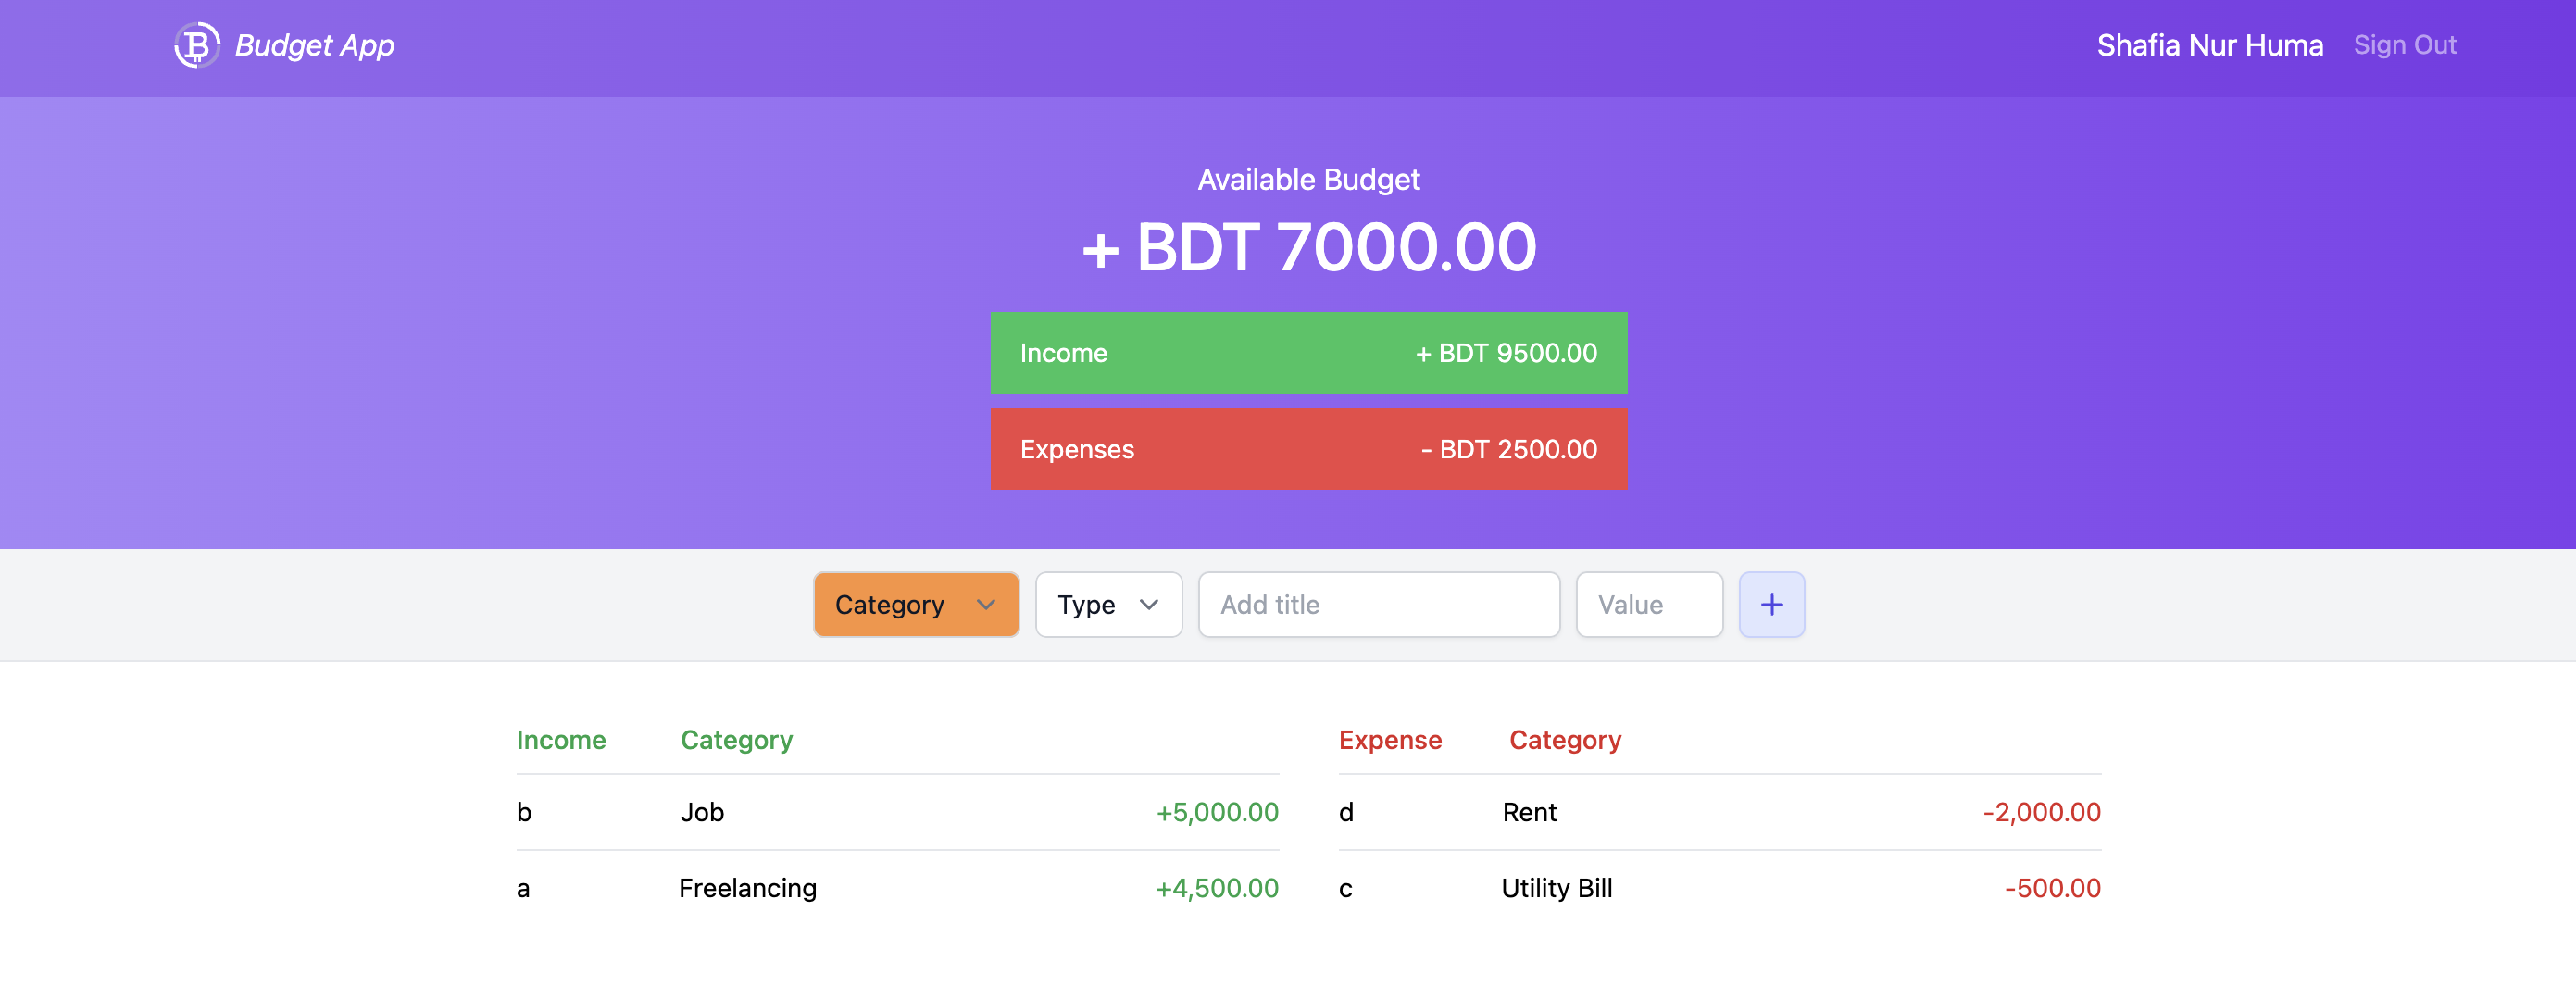 Budget App
Shafia Nur Huma Sign Out
Available Budget
+ BDT 7000.00
Income + BDT 9500.00
Expenses - BDT 2500.00
Category Type Add title Value +
Income Category Expense Category
b Job +5,000.00 d Rent -2,000.00
a Freelancing +4,500.00 c Utility Bill -500.00